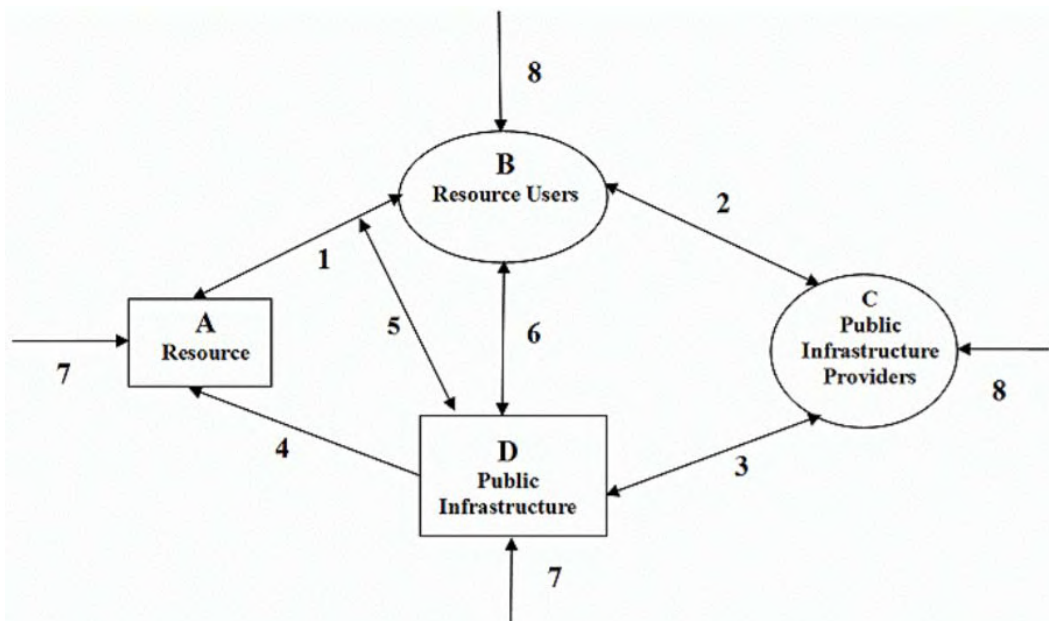 8
B
Resource Users
2
1
A
Resource
5
6
C
Public
Infrastructure
Providers
7
8
4
D
Public
Infrastructure
3
7